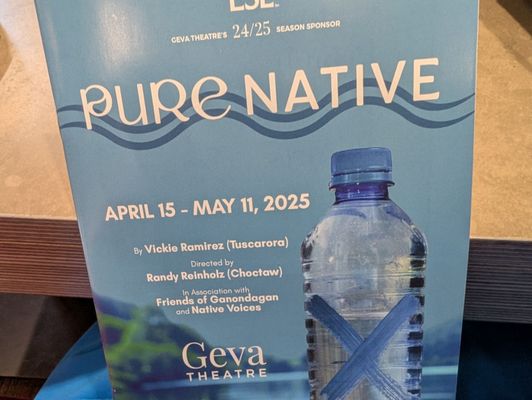 ESL
GEVA THEATRE'S 24/25 SEASON SPONSOR
PURE NATIVE
APRIL 15 - MAY 11, 2025
By Vickie Ramirez (Tuscarora)
Directed by
Randy Reinholz (Choctaw)
In Association with
Friends of Ganondagan
and Native Voices
Geva
THEATRE